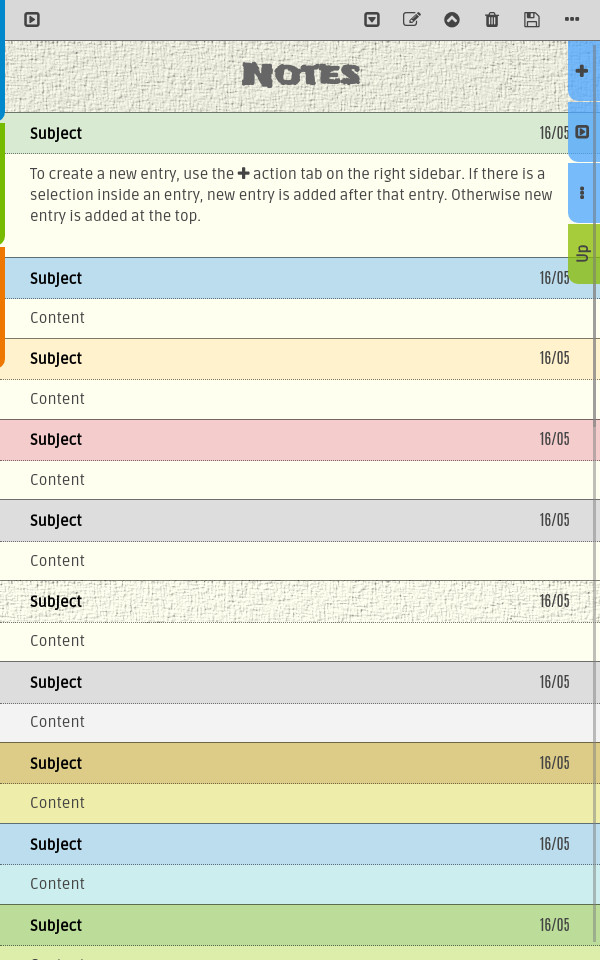 Notes
Subject 16/05
To create a new entry, use the ✚ action tab on the right sidebar. If there is a
selection inside an entry, new entry is added after that entry. Otherwise new
entry is added at the top.
Up
Subject 16/05
Content
Subject 16/05
Content
Subject 16/05
Content
Subject 16/05
Content
Subject 16/05
Content
Subject 16/05
Content
Subject 16/05
Content
Subject 16/05
Content
Subject 16/05